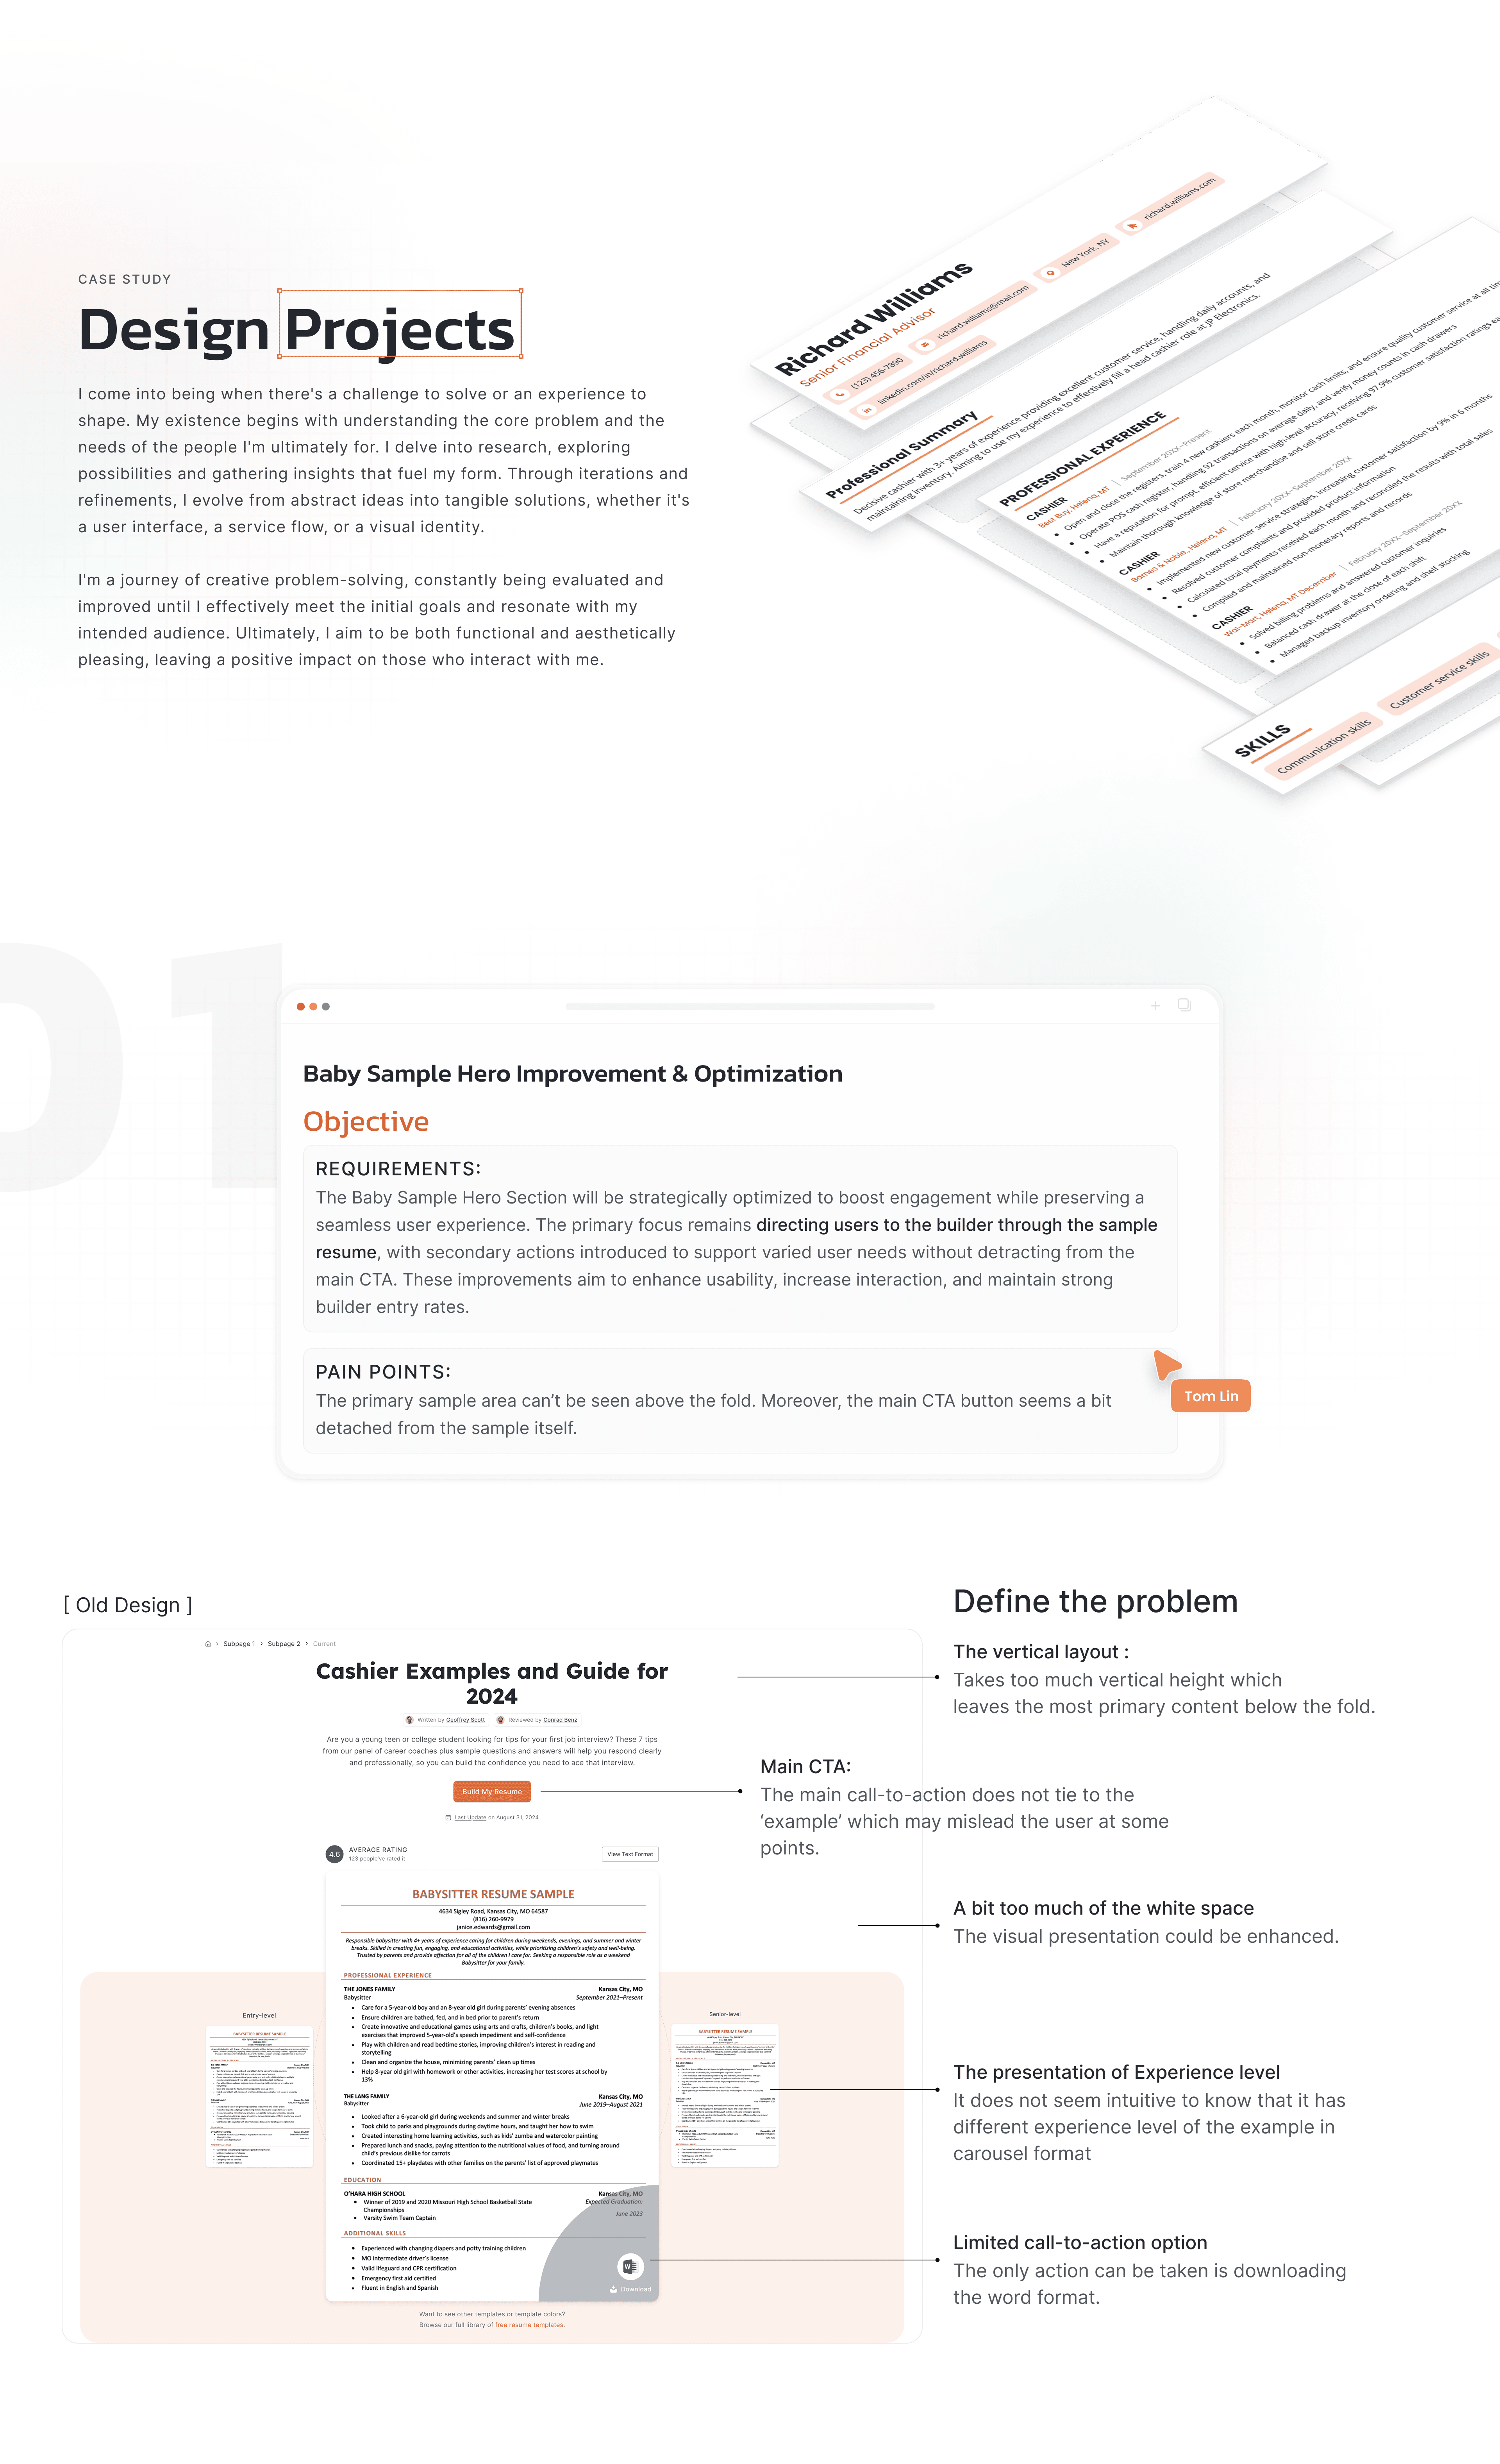 CASE STUDY
Design Projects
I come into being when there's a challenge to solve or an experience to
shape. My existence begins with understanding the core problem and the
needs of the people I'm ultimately for. I delve into research, exploring
possibilities and gathering insights that fuel my form. Through iterations and
refinements, I evolve from abstract ideas into tangible solutions, whether it's
a user interface, a service flow, or a visual identity.
I'm a journey of creative problem-solving, constantly being evaluated and
improved until I effectively meet the initial goals and resonate with my
intended audience. Ultimately, I aim to be both functional and aesthetically
pleasing, leaving a positive impact on those who interact with me.
Richard Williams
Senior Financial Advisor
(123) 456-7890
richard.williams@mail.com
New York, NY
richard.williams.com
linkedin.com/in/richard.williams
Professional Summary
Decisive cashier with 3+ years of experience providing excellent customer service, handling daily accounts, and
maintaining inventory. Aiming to use my experience to effectively fill a head cashier role at JP Electronics.
PROFESSIONAL EXPERIENCE
CASHIER
Best Buy, Helena, MT | September 20XX–Present
• Open and close the registers, train 4 new cashiers each month, monitor cash limits, and ensure quality customer service at all
• Operate POS cash register, handling 92 transactions on average daily, and verify money counts in cash drawers
• Have a reputation for prompt, efficient service with high-level accuracy, receiving 97.9% customer satisfaction ratings
• Maintain thorough knowledge of store merchandise and sell store credit cards
CASHIER
Barnes & Noble, Helena, MT | February 20XX–September 20XX
• Implemented new customer service strategies, increasing customer satisfaction by 9% in 6 months
• Resolved customer complaints and provided product information
• Calculated total payments received each month and reconciled the results with total sales
• Compiled and maintained non-monetary reports and records
CASHIER
Wal-Mart, Helena, MT December | February 20XX–September 20XX
• Solved billing problems and answered customer inquiries
• Balanced cash drawer at the close of each shift
• Managed backup inventory ordering and shelf stocking
SKILLS
Communication skills
Customer service skills
01
Baby Sample Hero Improvement & Optimization
Objective
REQUIREMENTS:
The Baby Sample Hero Section will be strategically optimized to boost engagement while preserving a
seamless user experience. The primary focus remains directing users to the builder through the sample
resume, with secondary actions introduced to support varied user needs without detracting from the
main CTA. These improvements aim to enhance usability, increase interaction, and maintain strong
builder entry rates.
PAIN POINTS:
The primary sample area can’t be seen above the fold. Moreover, the main CTA button seems a bit
detached from the sample itself.
Tom Lin
[ Old Design ]
Subpage 1 › Subpage 2 › Current
Cashier Examples and Guide for
2024
Written by Geoffrey Scott
Reviewed by Conrad Benz
Are you a young teen or college student looking for tips for your first job interview? These 7 tips
from our panel of career coaches plus sample questions and answers will help you respond clearly
and professionally, so you can build the confidence you need to ace that interview.
Build My Resume
Last Update on August 31, 2024
4.6
AVERAGE RATING
123 people've rated it
View Text Format
BABYSITTER RESUME SAMPLE
4634 Sigley Road, Kansas City, MO 64587
(816) 260-9979
janice.edwards@gmail.com
Responsible babysitter with 4+ years of experience caring for children during weekends, evenings, and summer and winter
breaks. Skilled in creating fun, engaging, and educational activities, while prioritizing children's safety and well-being.
Trusted by parents and provide affection for all of the children I care for. Seeking a responsible role as a weekend
Babysitter for your family.
PROFESSIONAL EXPERIENCE
THE JONES FAMILY Kansas City, MO
Babysitter September 2021–Present
• Care for a 5-year-old boy and an 8-year old girl during parents' evening absences
• Ensure children are bathed, fed, and in bed prior to parent's return
• Create innovative and educational games using arts and crafts, children's books, and light
exercises that improved 5-year-old's speech impediment and self-confidence
• Play with children and read bedtime stories, improving children's interest in reading and
storytelling
• Clean and organize the house, minimizing parents' clean up times
• Help 8-year old girl with homework or other activities, increasing her test scores at school by
13%
THE LANG FAMILY Kansas City, MO
Babysitter June 2019–August 2021
• Looked after a 6-year-old girl during weekends and summer and winter breaks
• Took child to parks and playgrounds during daytime hours, and taught her how to swim
• Created interesting home learning activities, such as kids' zumba and watercolor painting
• Prepared lunch and snacks, paying attention to the nutritional values of food, and turning around
child's previous dislike for carrots
• Coordinated 15+ playdates with other families on the parents' list of approved playmates
EDUCATION
O'HARA HIGH SCHOOL Kansas City, MO
• Winner of 2019 and 2020 Missouri High School Basketball State Expected Graduation:
Championships June 2023
• Varsity Swim Team Captain
ADDITIONAL SKILLS
• Experienced with changing diapers and potty training children
• MO intermediate driver's license
• Valid lifeguard and CPR certification
• Emergency first aid certified
• Fluent in English and Spanish
Download
Entry-level
BABYSITTER RESUME SAMPLE
Senior-level
BABYSITTER RESUME SAMPLE
Want to see other templates or template colors?
Browse our full library of free resume templates.
Define the problem
The vertical layout :
Takes too much vertical height which
leaves the most primary content below the fold.
Main CTA:
The main call-to-action does not tie to the
‘example’ which may mislead the user at some
points.
A bit too much of the white space
The visual presentation could be enhanced.
The presentation of Experience level
It does not seem intuitive to know that it has
different experience level of the example in
carousel format
Limited call-to-action option
The only action can be taken is downloading
the word format.